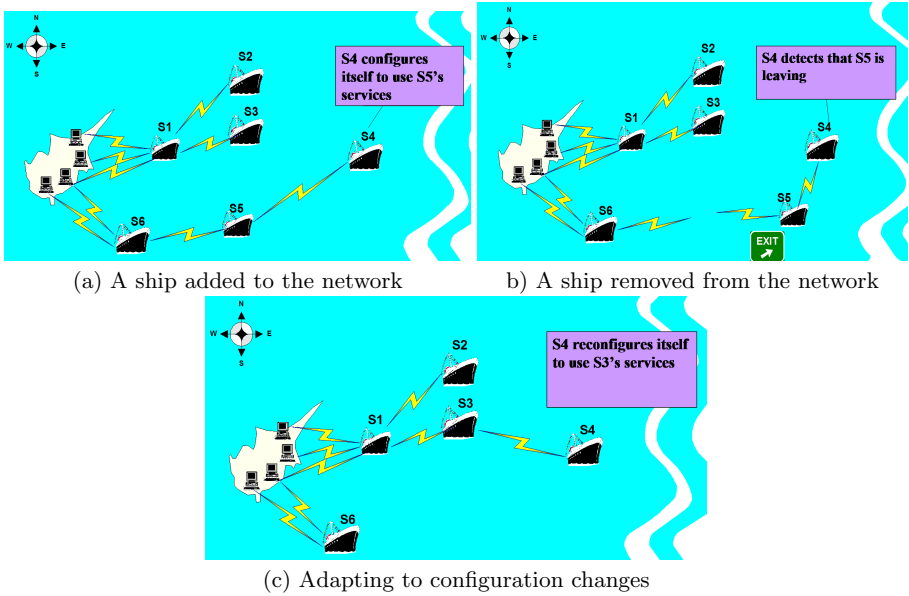 N
W E
S
S2
S4 configures
itself to use S5's
services
S3
S1
S4
S5
S6
(a) A ship added to the network
N
W E
S
S2
S4 detects that S5 is
leaving
S3
S1
S4
S5
S6
EXIT
b) A ship removed from the network
N
W E
S
S2
S4 reconfigures itself
to use S3's services
S3
S1
S4
S6
(c) Adapting to configuration changes